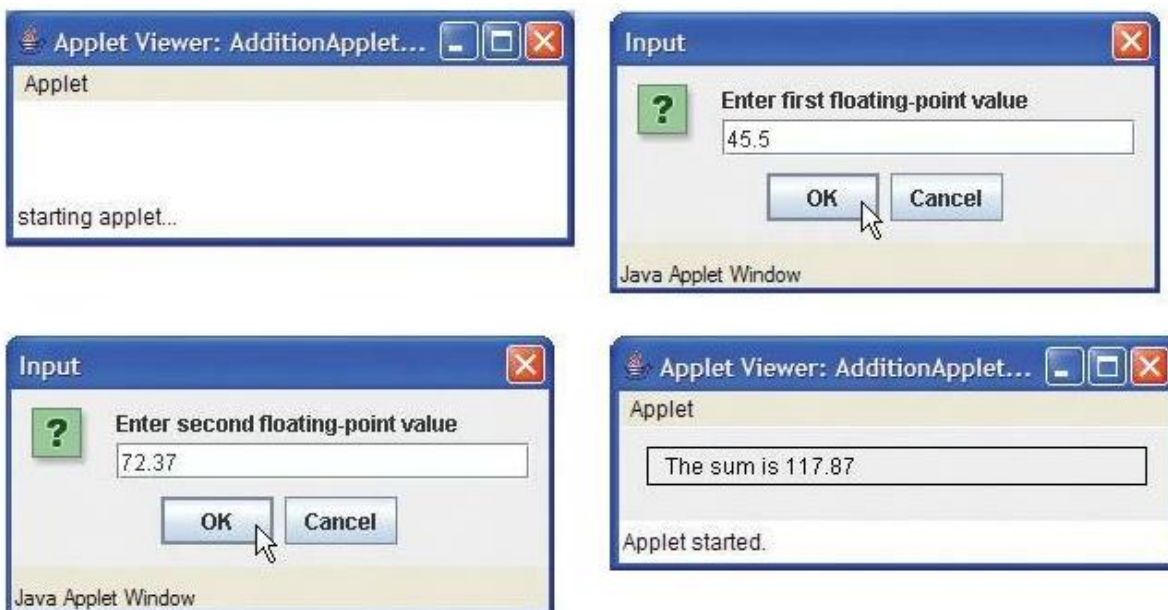 Applet Viewer: AdditionApplet...
Applet
starting applet...
Input
?
Enter first floating-point value
45.5
OK
Cancel
Java Applet Window
Input
?
Enter second floating-point value
72.37
OK
Cancel
Java Applet Window
Applet Viewer: AdditionApplet...
Applet
The sum is 117.87
Applet started.